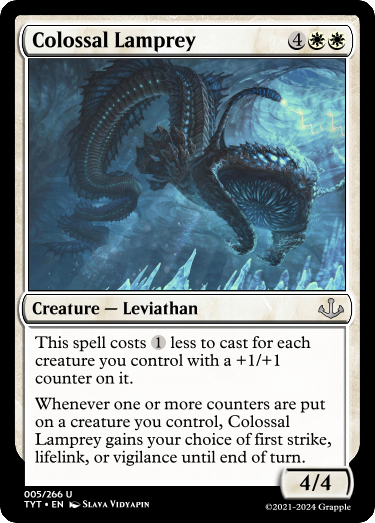 Colossal Lamprey 4
Creature — Leviathan
This spell costs 1 less to cast for each
creature you control with a +1/+1
counter on it.
Whenever one or more counters are put
on a creature you control, Colossal
Lamprey gains your choice of first strike,
lifelink, or vigilance until end of turn.
4/4
005/266 U
TYT • EN Slava Vidyapin
©2021-2024 Grapple